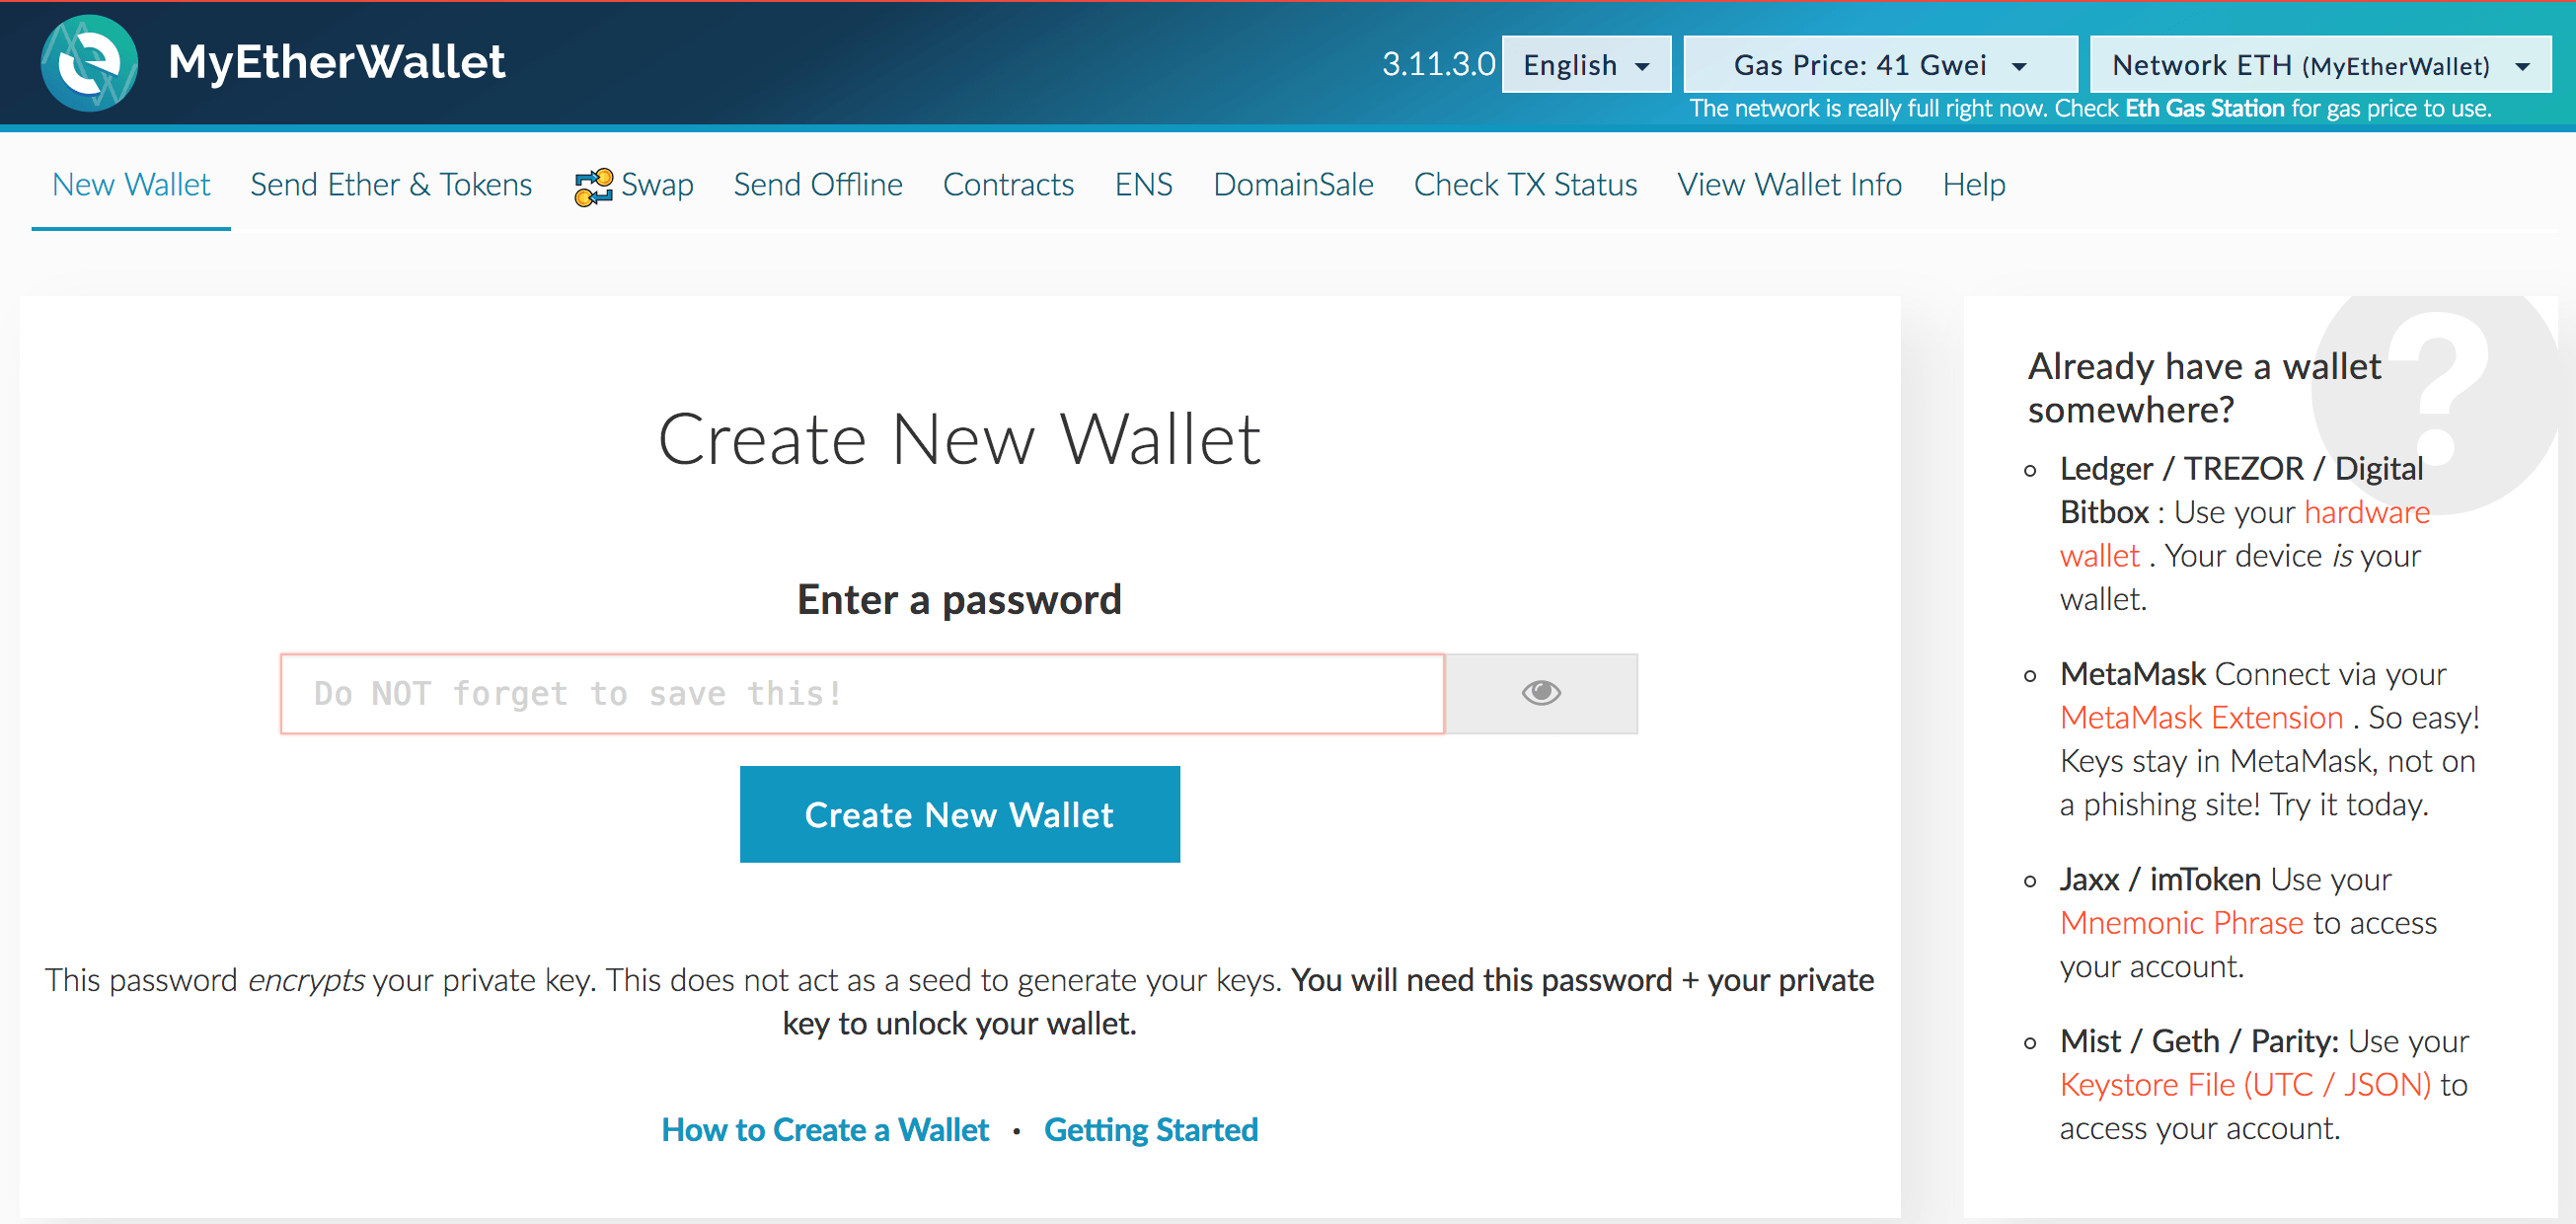 MyEtherWallet
3.11.3.0 English Gas Price: 41 Gwei Network ETH (MyEtherWallet)
The network is really full right now. Check Eth Gas Station for gas price to use.
New Wallet Send Ether & Tokens Swap Send Offline Contracts ENS DomainSale Check TX Status View Wallet Info Help
Create New Wallet
Enter a password
Do NOT forget to save this!
Create New Wallet
This password encrypts your private key. This does not act as a seed to generate your keys. You will need this password + your private
key to unlock your wallet.
How to Create a Wallet · Getting Started
Already have a wallet
somewhere?
Ledger / TREZOR / Digital
Bitbox : Use your hardware
wallet . Your device is your
wallet.
MetaMask Connect via your
MetaMask Extension . So easy!
Keys stay in MetaMask, not on
a phishing site! Try it today.
Jaxx / imToken Use your
Mnemonic Phrase to access
your account.
Mist / Geth / Parity: Use your
Keystore File (UTC / JSON) to
access your account.